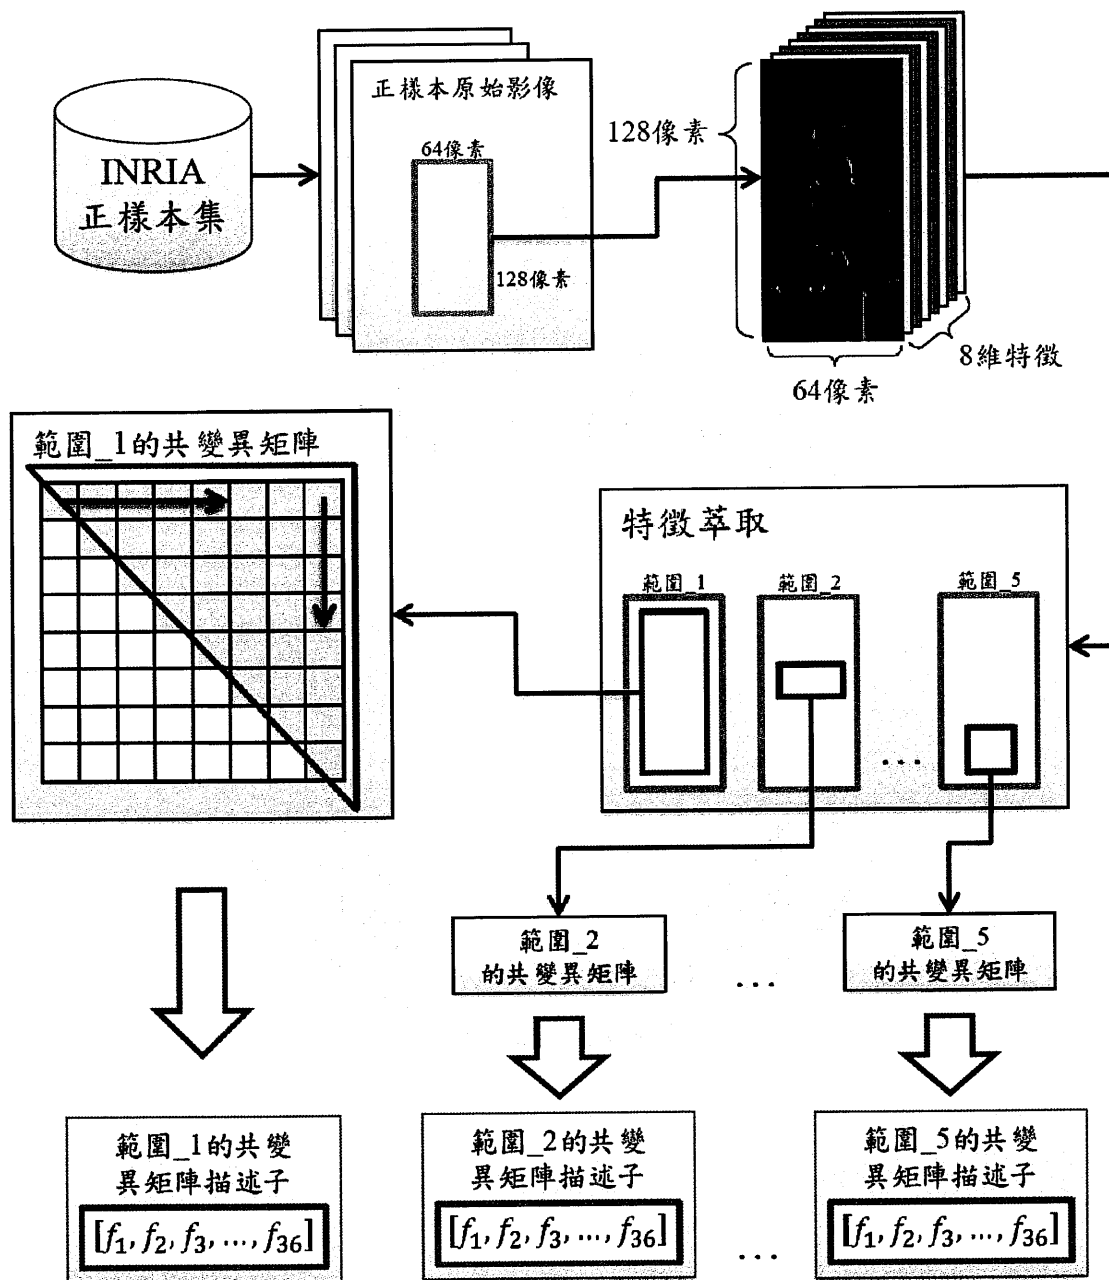 INRIA
正樣本集
正樣本原始影像
64像素
128像素
128像素
64像素
8維特徵
範圍_1的共變異矩陣
特徵萃取
範圍_1
範圍_2
範圍_5
...
範圍_2
的共變異矩陣
...
範圍_5
的共變異矩陣
範圍_1的共變
異矩陣描述子
[f₁, f₂, f₃, ..., f₃₆]
範圍_2的共變
異矩陣描述子
[f₁, f₂, f₃, ..., f₃₆]
...
範圍_5的共變
異矩陣描述子
[f₁, f₂, f₃, ..., f₃₆]